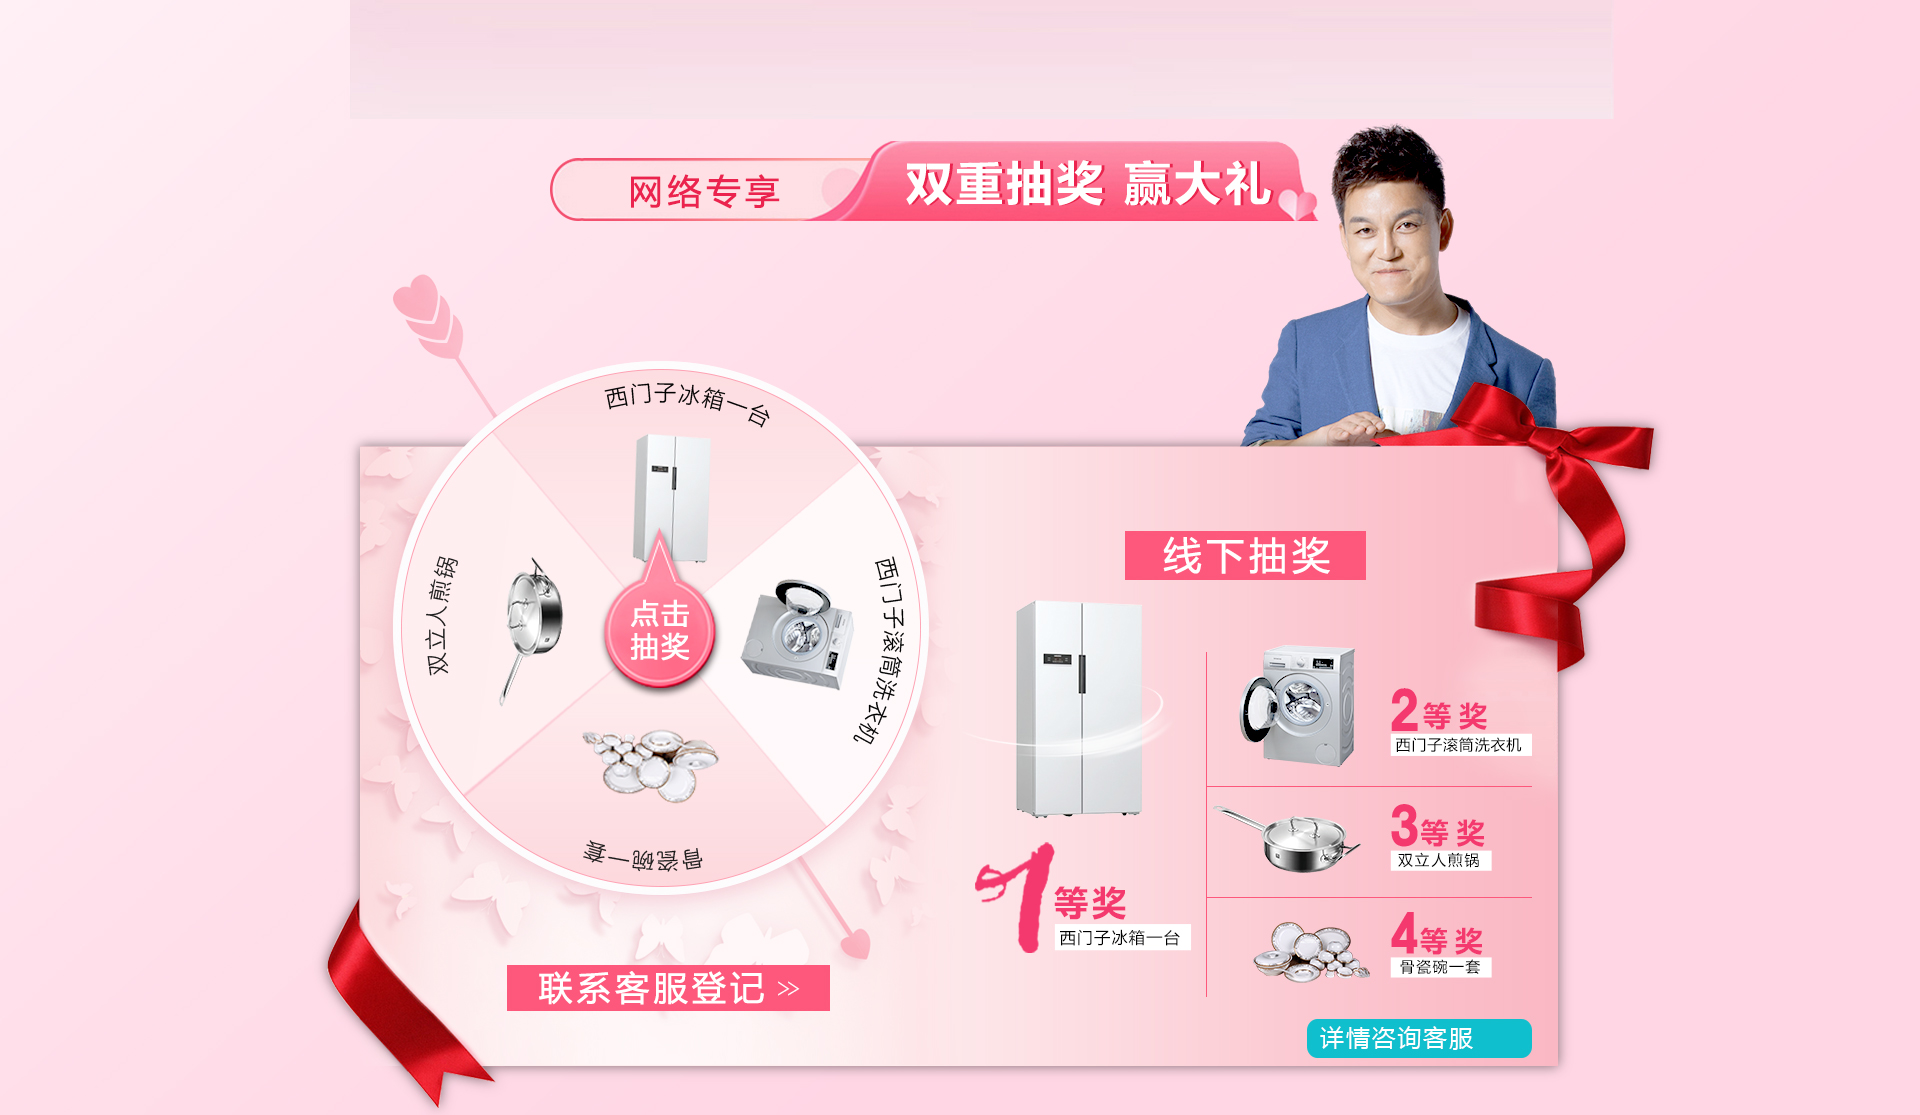 网络专享
双重抽奖 赢大礼
西门子冰箱一台
西门子滚筒洗衣机
骨瓷碗一套
双立人煎锅
点击
抽奖
联系客服登记 >>
线下抽奖
1等奖
西门子冰箱一台
2等奖
西门子滚筒洗衣机
3等奖
双立人煎锅
4等奖
骨瓷碗一套
详情咨询客服